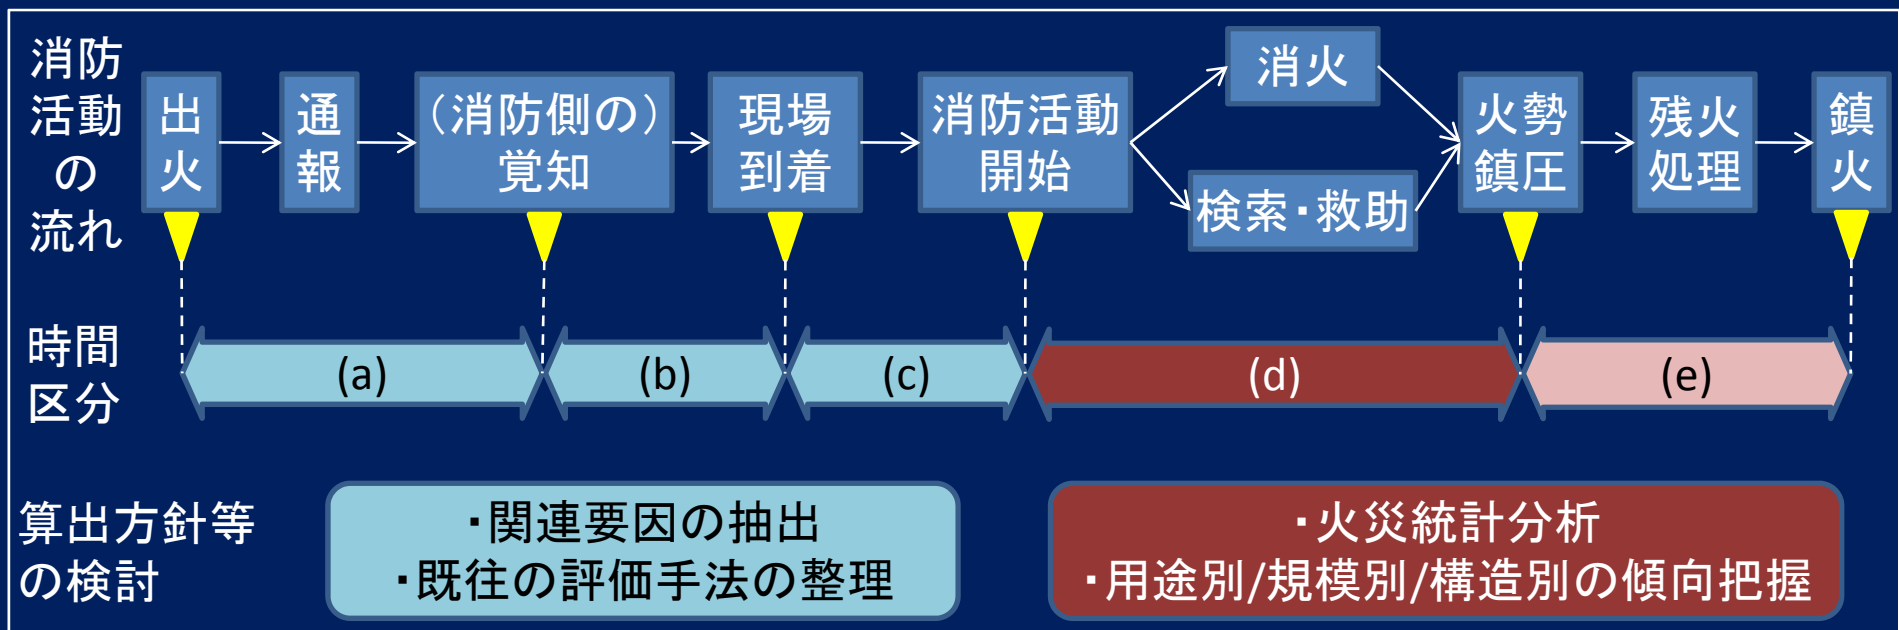 消防
活動
の
流れ
出
火
通
報
(消防側の)
覚知
現場
到着
消防活動
開始
消火
検索・救助
火勢
鎮圧
残火
処理
鎮
火
時間
区分
(a)
(b)
(c)
(d)
(e)
算出方針等
の検討
・関連要因の抽出
・既往の評価手法の整理
・火災統計分析
・用途別/規模別/構造別の傾向把握